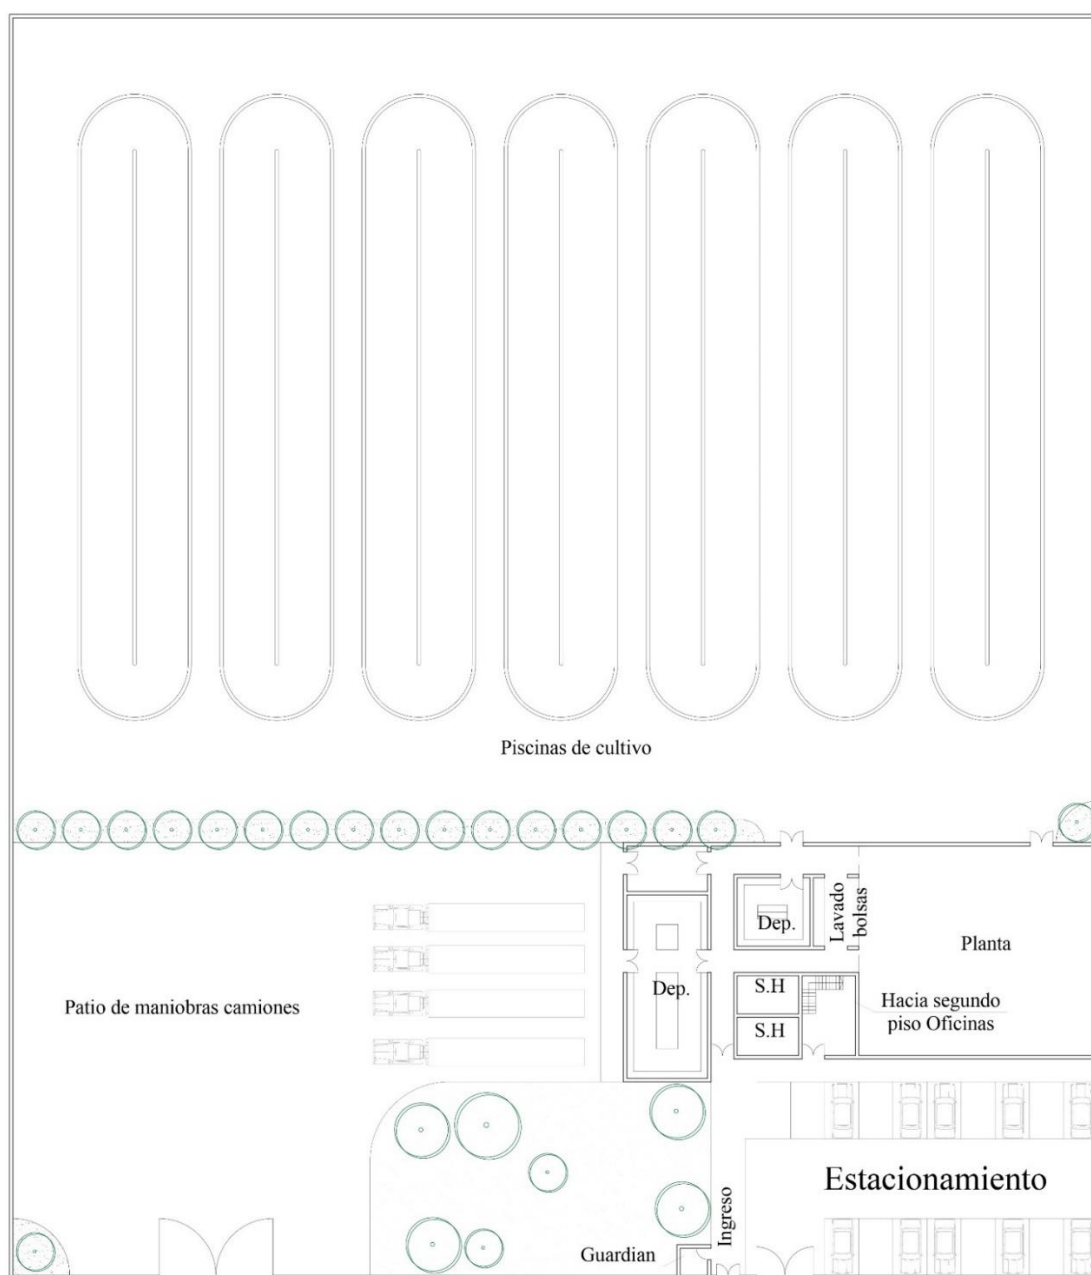 Piscinas de cultivo
Lavado
bolsas
Dep.
Planta
Dep.
S.H
Patio de maniobras camiones
Hacia segundo
piso Oficinas
S.H
Estacionamiento
Ingreso
Guardian